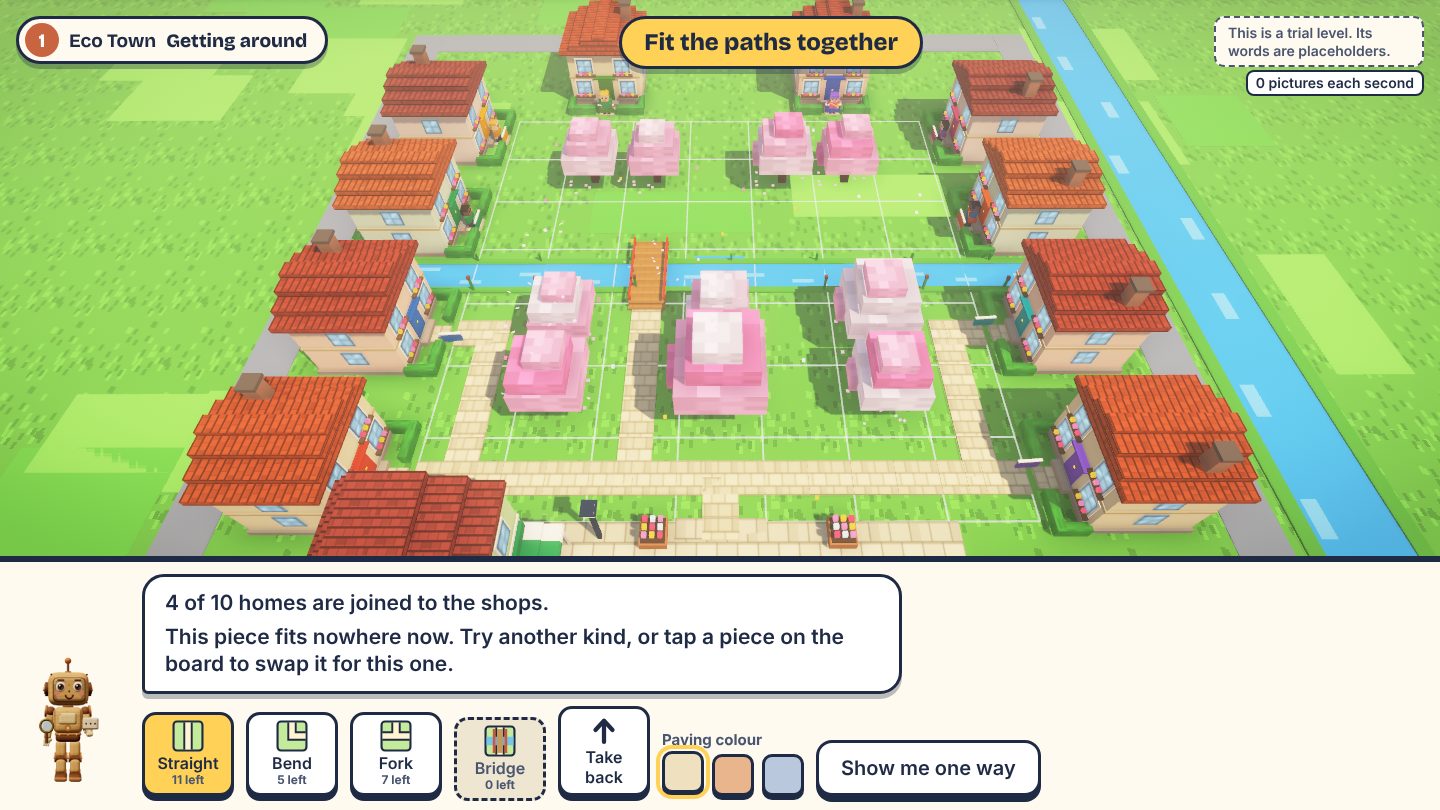 1 Eco Town Getting around
Fit the paths together
This is a trial level. Its
words are placeholders.
0 pictures each second
4 of 10 homes are joined to the shops.
This piece fits nowhere now. Try another kind, or tap a piece on the
board to swap it for this one.
Straight
11 left
Bend
5 left
Fork
7 left
Bridge
0 left
Take
back
Paving colour
Show me one way